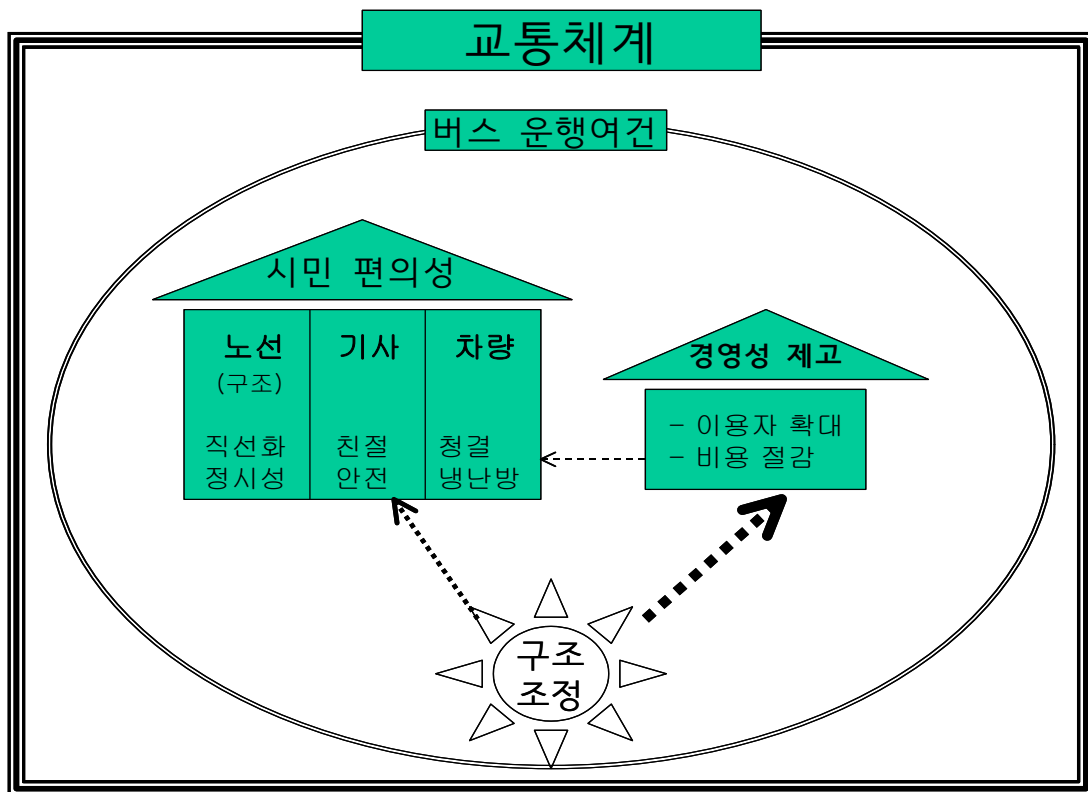 교통체계
버스 운행여건
시민 편의성
노선
(구조)
직선화
정시성
기사
친절
안전
차량
청결
냉난방
경영성 제고
- 이용자 확대
- 비용 절감
구조
조정